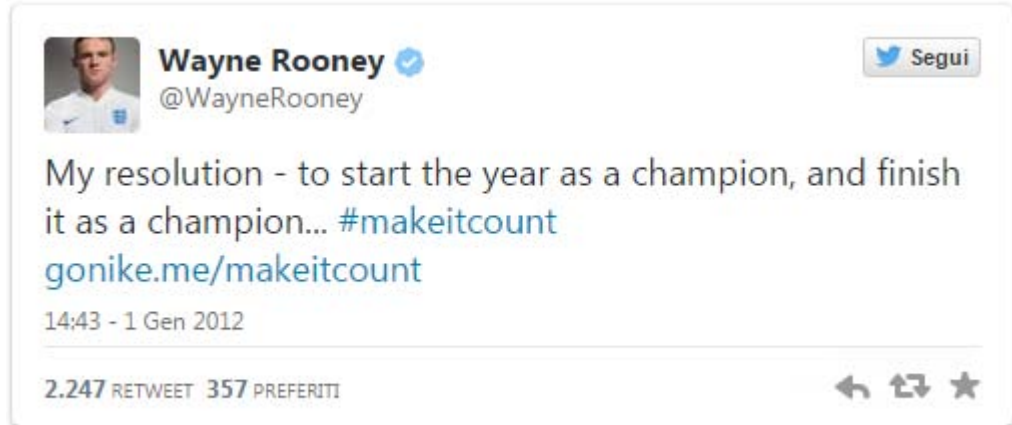 Wayne Rooney
@WayneRooney
Segui
My resolution - to start the year as a champion, and finish
it as a champion... #makeitcount
gonike.me/makeitcount
14:43 - 1 Gen 2012
2.247 RETWEET 357 PREFERITI